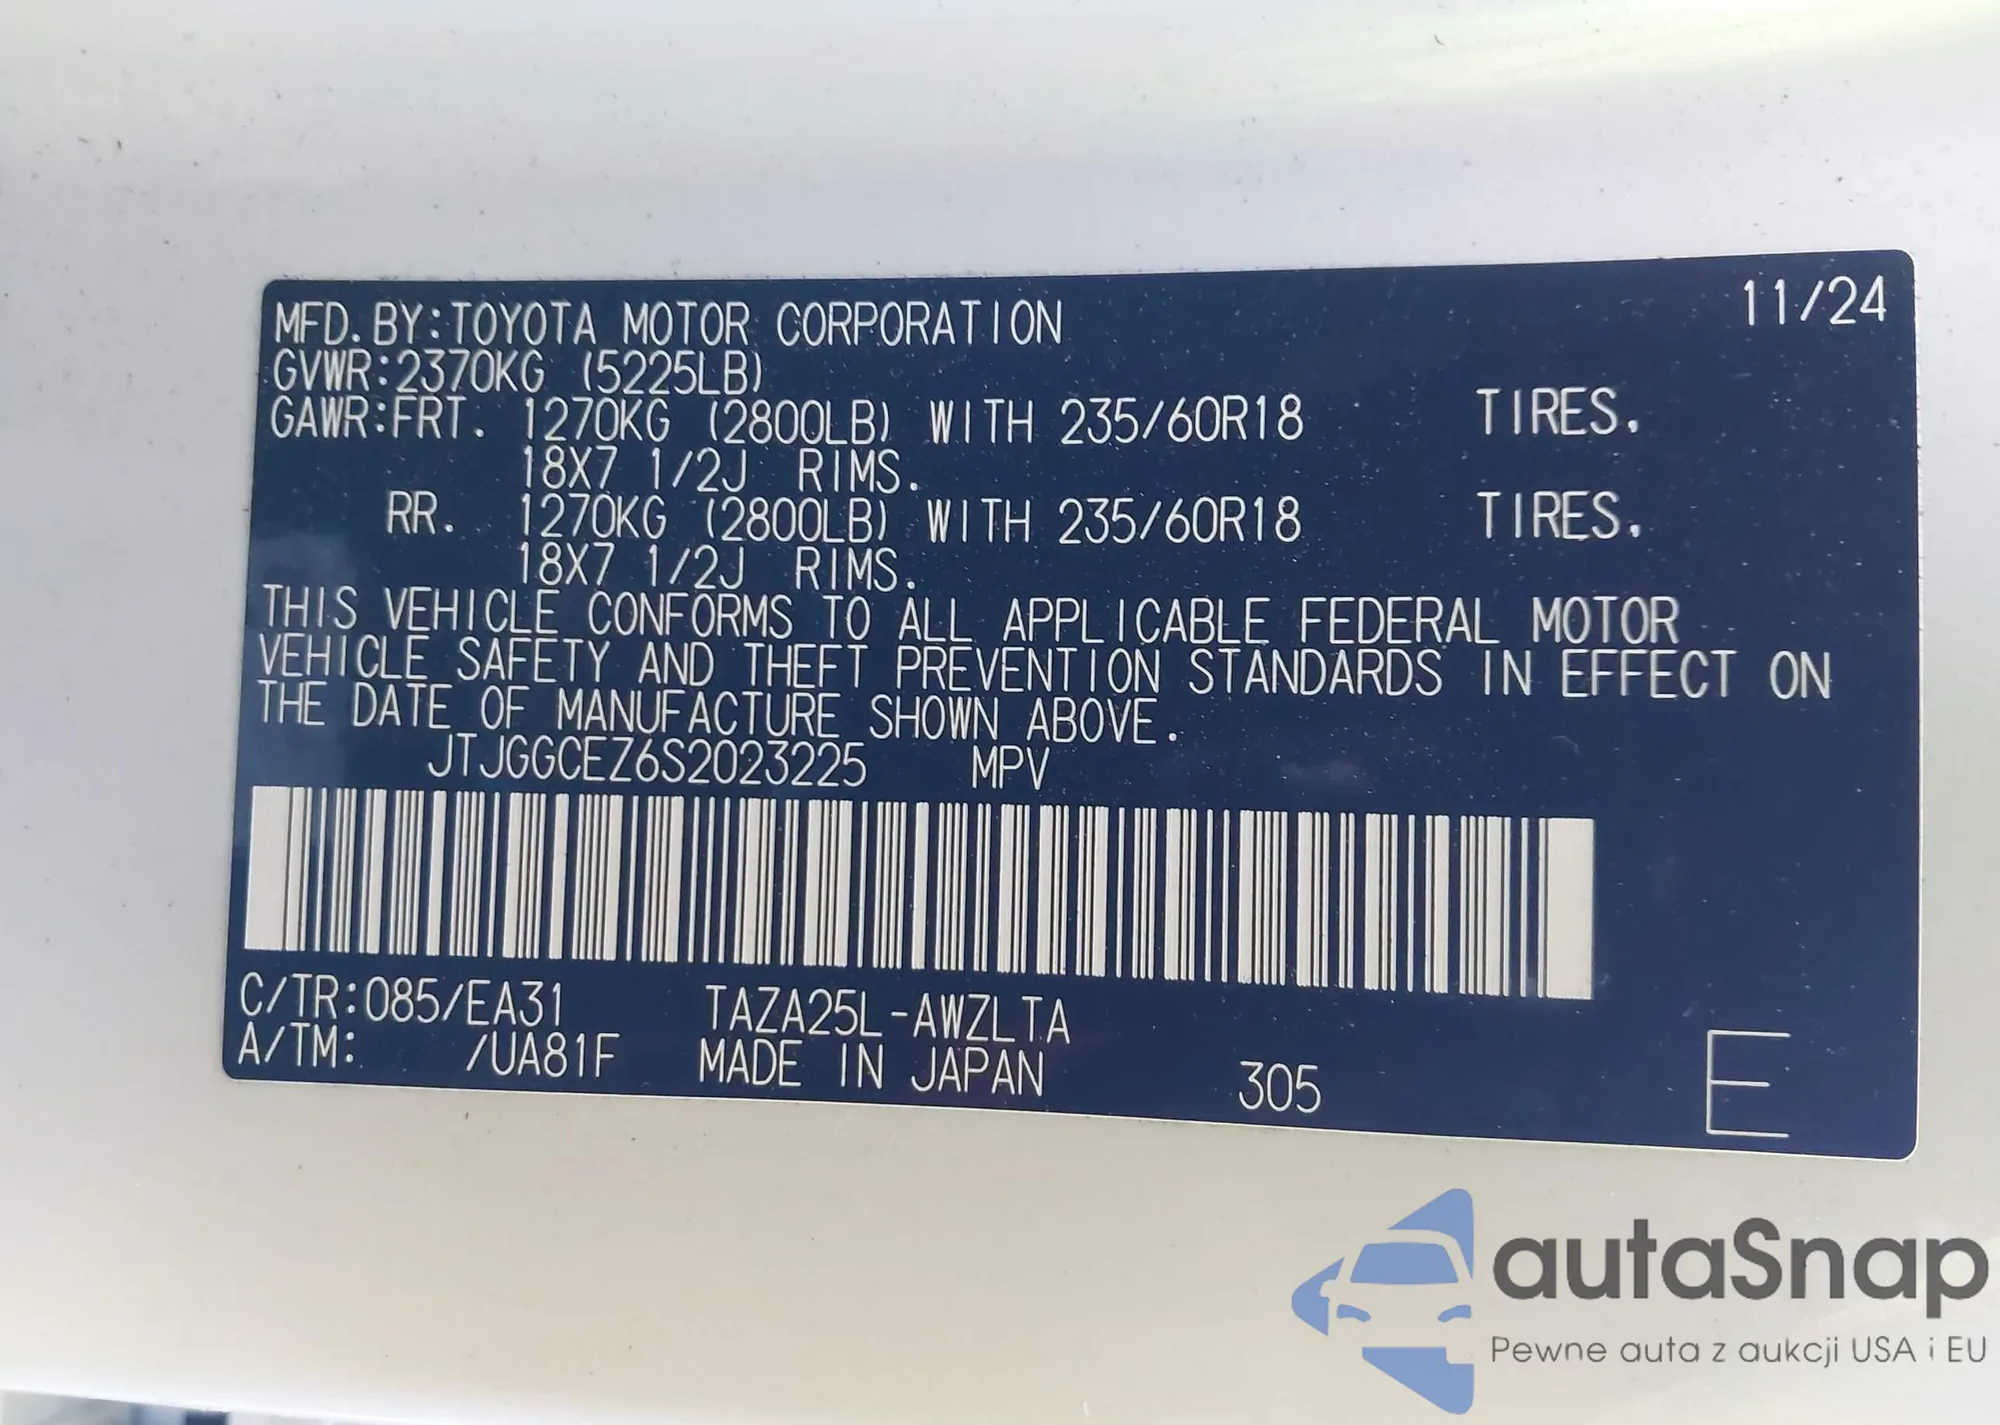 MFD. BY:TOYOTA MOTOR CORPORATION 11/24
GVWR:2370KG (5225LB)
GAWR:FRT. 1270KG (2800LB) WITH 235/60R18 TIRES.
18X7 1/2J RIMS.
RR. 1270KG (2800LB) WITH 235/60R18 TIRES.
18X7 1/2J RIMS.
THIS VEHICLE CONFORMS TO ALL APPLICABLE FEDERAL MOTOR
VEHICLE SAFETY AND THEFT PREVENTION STANDARDS IN EFFECT ON
THE DATE OF MANUFACTURE SHOWN ABOVE.
JTJGGCEZ6S2023225 MPV
C/TR:085/EA31 TAZA25L-AWZLTA
A/TM: /UA81F MADE IN JAPAN 305 E
autaSnap
Pewne auta z aukcji USA i EU